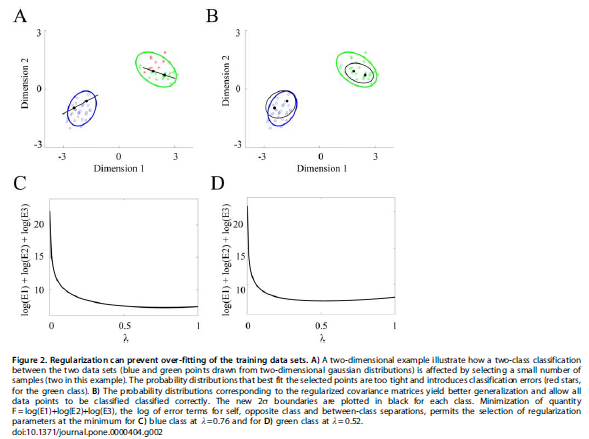 A
B
3
3
Dimension 2
Dimension 2
0
0
-3
-3
-3
0
3
-3
0
3
Dimension 1
Dimension 1
C
D
log(E1) + log(E2) + log(E3)
log(E1) + log(E2) + log(E3)
20
20
15
15
10
10
0
0.5
1
0
0.5
1
λ
λ
Figure 2. Regularization can prevent over-fitting of the training data sets. A) A two-dimensional example illustrate how a two-class classification
between the two data sets (blue and green points drawn from two-dimensional gaussian distributions) is affected by selecting a small number of
samples (two in this example). The probability distributions that best fit the selected points are too tight and introduces classification errors (red stars,
for the green class). B) The probability distributions corresponding to the regularized covariance matrices yield better generalization and allow all
data points to be classified classified correctly. The new 2σ boundaries are plotted in black for each class. Minimization of quantity
F = log(E1)+log(E2)+log(E3), the log of error terms for self, opposite class and between-class separations, permits the selection of regularization
parameters at the minimum for C) blue class at λ=0.76 and for D) green class at λ=0.52.
doi:10.1371/journal.pone.0000404.g002